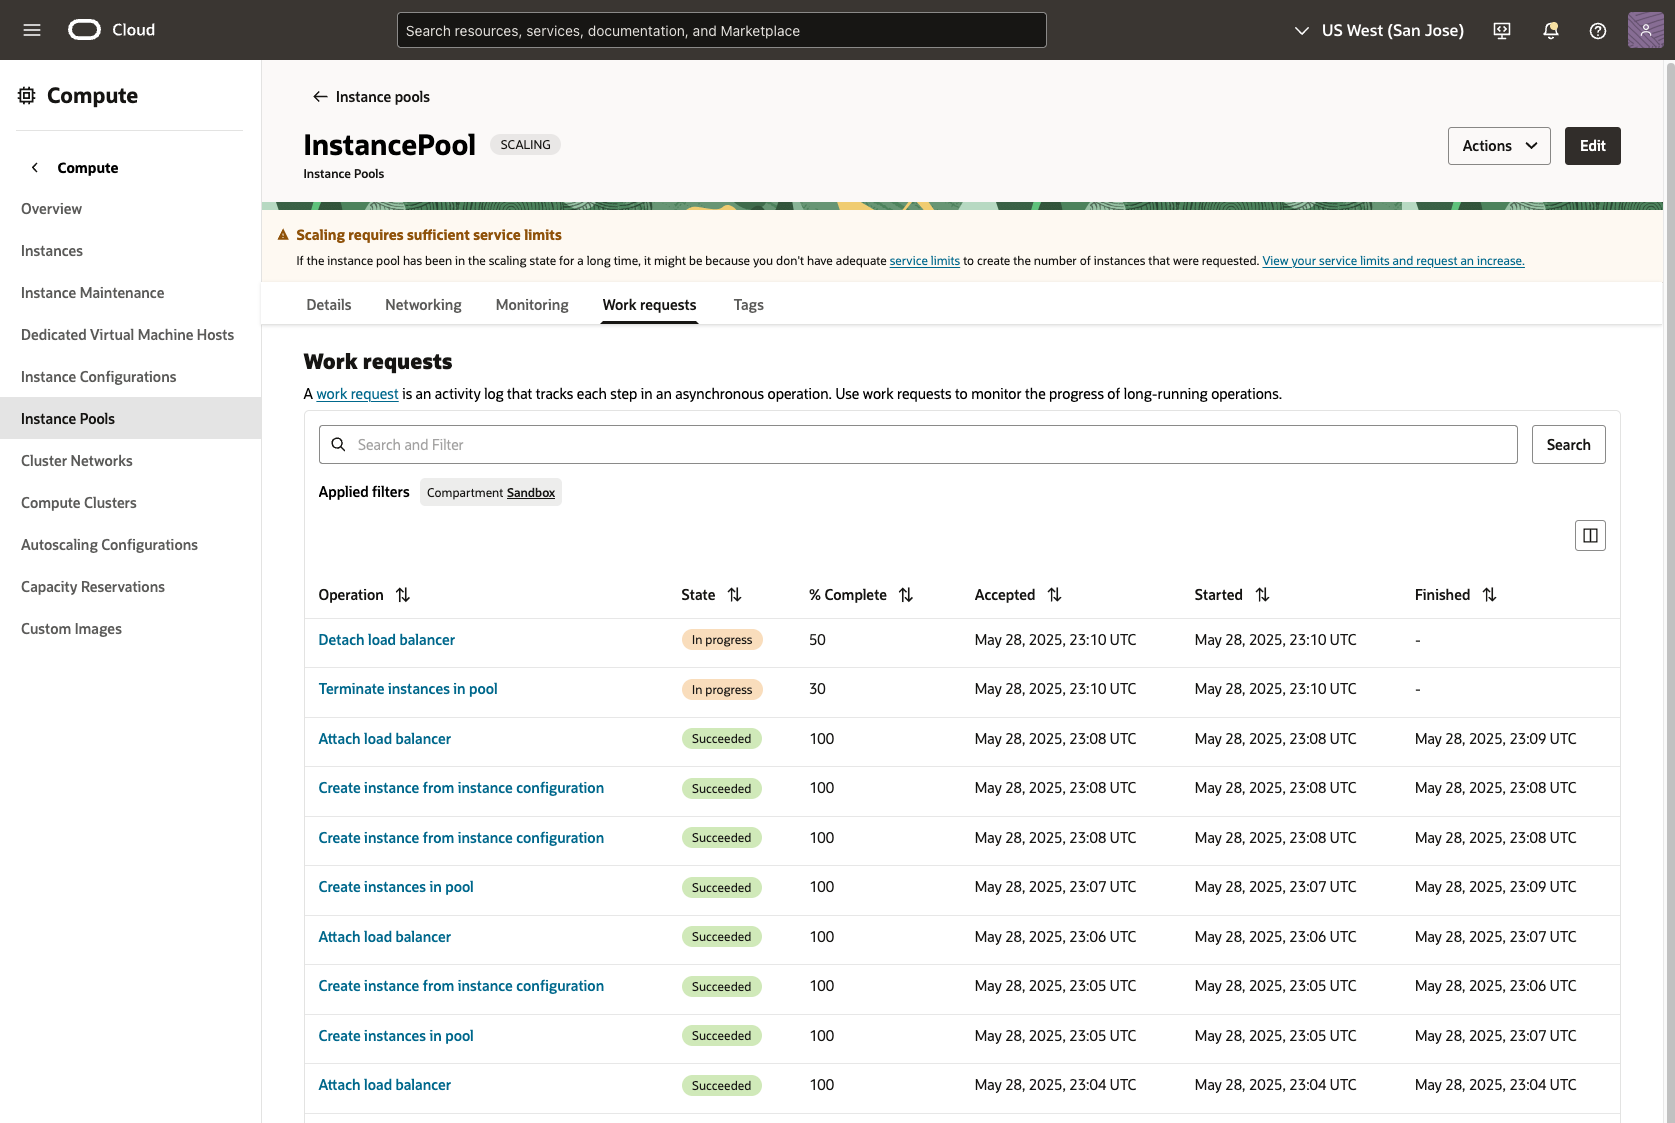 Cloud
Search resources, services, documentation, and Marketplace
US West (San Jose)
Compute
Compute
Overview
Instances
Instance Maintenance
Dedicated Virtual Machine Hosts
Instance Configurations
Instance Pools
Cluster Networks
Compute Clusters
Autoscaling Configurations
Capacity Reservations
Custom Images
Instance pools
InstancePool SCALING
Instance Pools
Actions Edit
Scaling requires sufficient service limits
If the instance pool has been in the scaling state for a long time, it might be because you don't have adequate service limits to create the number of instances that were requested. View your service limits and request an increase.
Details Networking Monitoring Work requests Tags
Work requests
A work request is an activity log that tracks each step in an asynchronous operation. Use work requests to monitor the progress of long-running operations.
Search and Filter Search
Applied filters Compartment Sandbox
Operation State % Complete Accepted Started Finished
Detach load balancer In progress 50 May 28, 2025, 23:10 UTC May 28, 2025, 23:10 UTC -
Terminate instances in pool In progress 30 May 28, 2025, 23:10 UTC May 28, 2025, 23:10 UTC -
Attach load balancer Succeeded 100 May 28, 2025, 23:08 UTC May 28, 2025, 23:08 UTC May 28, 2025, 23:09 UTC
Create instance from instance configuration Succeeded 100 May 28, 2025, 23:08 UTC May 28, 2025, 23:08 UTC May 28, 2025, 23:08 UTC
Create instance from instance configuration Succeeded 100 May 28, 2025, 23:08 UTC May 28, 2025, 23:08 UTC May 28, 2025, 23:08 UTC
Create instances in pool Succeeded 100 May 28, 2025, 23:07 UTC May 28, 2025, 23:07 UTC May 28, 2025, 23:09 UTC
Attach load balancer Succeeded 100 May 28, 2025, 23:06 UTC May 28, 2025, 23:06 UTC May 28, 2025, 23:07 UTC
Create instance from instance configuration Succeeded 100 May 28, 2025, 23:05 UTC May 28, 2025, 23:05 UTC May 28, 2025, 23:06 UTC
Create instances in pool Succeeded 100 May 28, 2025, 23:05 UTC May 28, 2025, 23:05 UTC May 28, 2025, 23:07 UTC
Attach load balancer Succeeded 100 May 28, 2025, 23:04 UTC May 28, 2025, 23:04 UTC May 28, 2025, 23:04 UTC